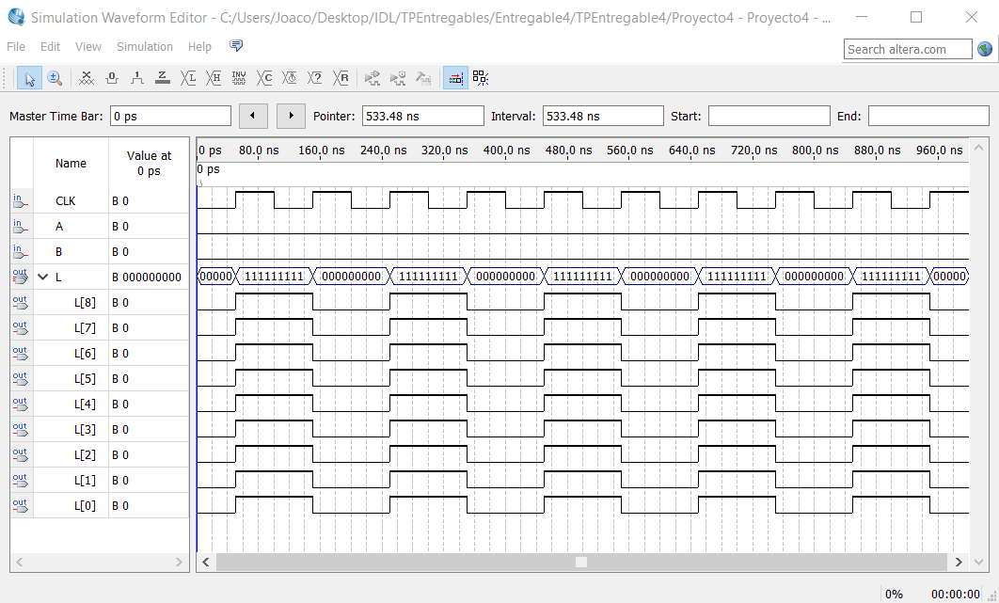 Simulation Waveform Editor - C:/Users/Joaco/Desktop/IDL/TPEntregables/Entregable4/TPEntregable4/Proyecto4 - Proyecto4 - ...
File Edit View Simulation Help
Search altera.com
Master Time Bar: 0 ps Pointer: 533.48 ns Interval: 533.48 ns Start: End:
Name Value at 0 ps
0 ps 80.0 ns 160.0 ns 240.0 ns 320.0 ns 400.0 ns 480.0 ns 560.0 ns 640.0 ns 720.0 ns 800.0 ns 880.0 ns 960.0 ns
0 ps
in CLK B 0
in A B 0
in B B 0
out L B 000000000 00000 111111111 000000000 111111111 000000000 111111111 000000000 111111111 000000000 111111111 00000
out L[8] B 0
out L[7] B 0
out L[6] B 0
out L[5] B 0
out L[4] B 0
out L[3] B 0
out L[2] B 0
out L[1] B 0
out L[0] B 0
0% 00:00:00